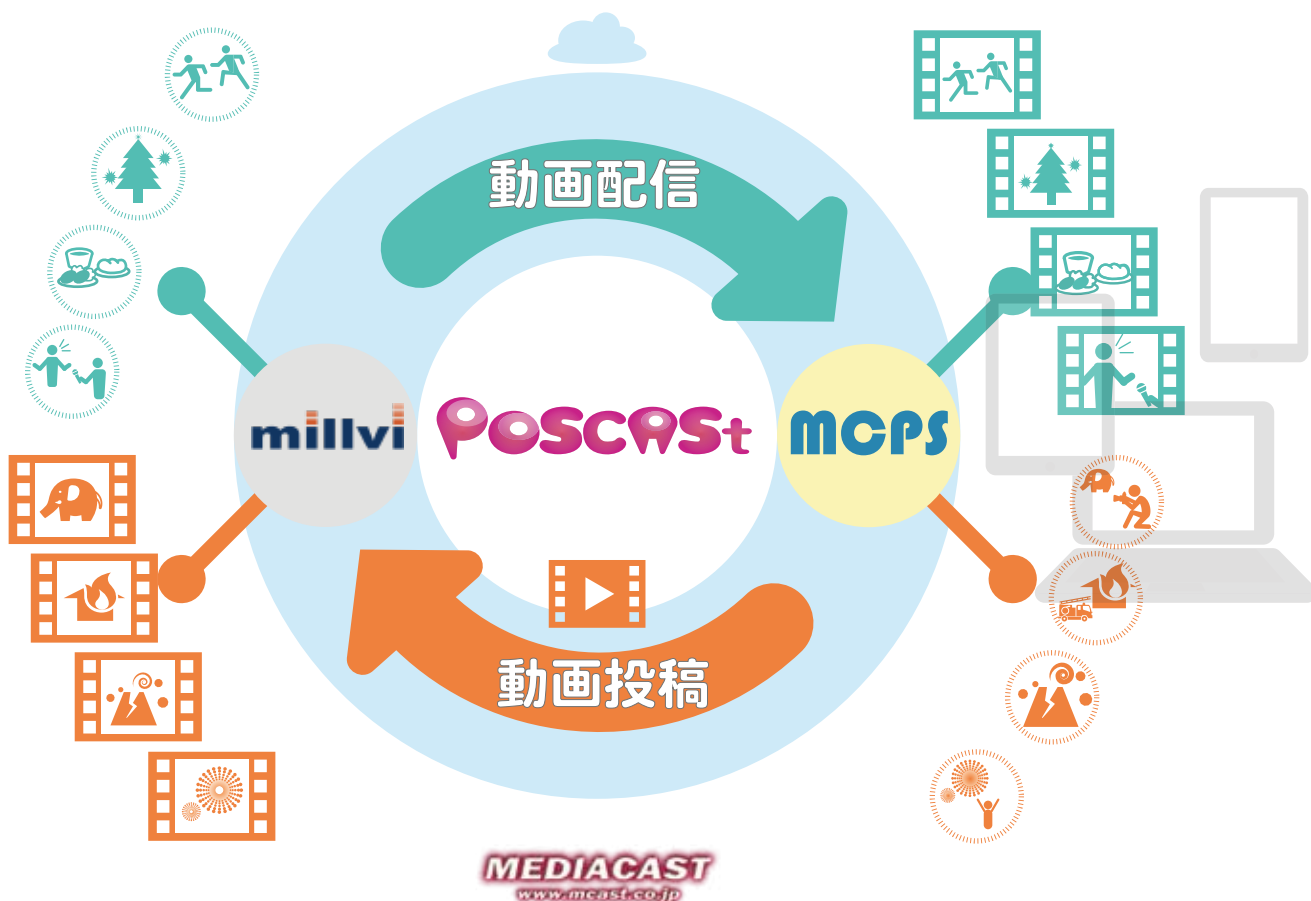 動画配信
millvi
PosCASt
MCPS
動画投稿
MEDIACAST
www.mcast.co.jp